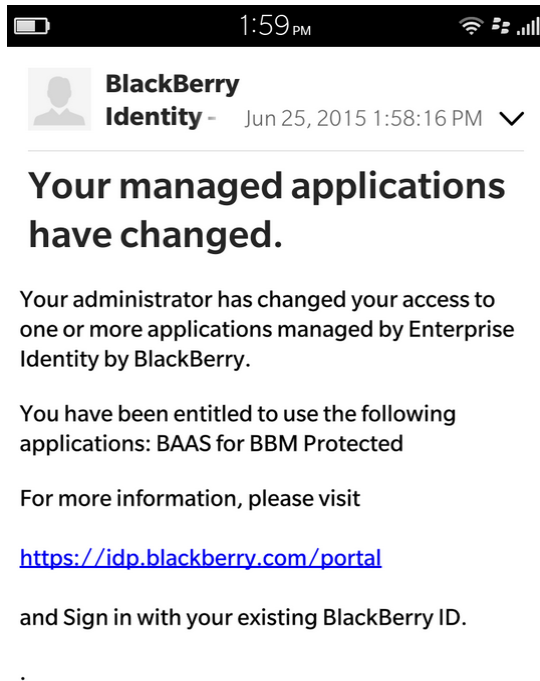 1:59 PM
BlackBerry
Identity - Jun 25, 2015 1:58:16 PM
Your managed applications
have changed.
Your administrator has changed your access to
one or more applications managed by Enterprise
Identity by BlackBerry.
You have been entitled to use the following
applications: BAAS for BBM Protected
For more information, please visit
https://idp.blackberry.com/portal
and Sign in with your existing BlackBerry ID.
.